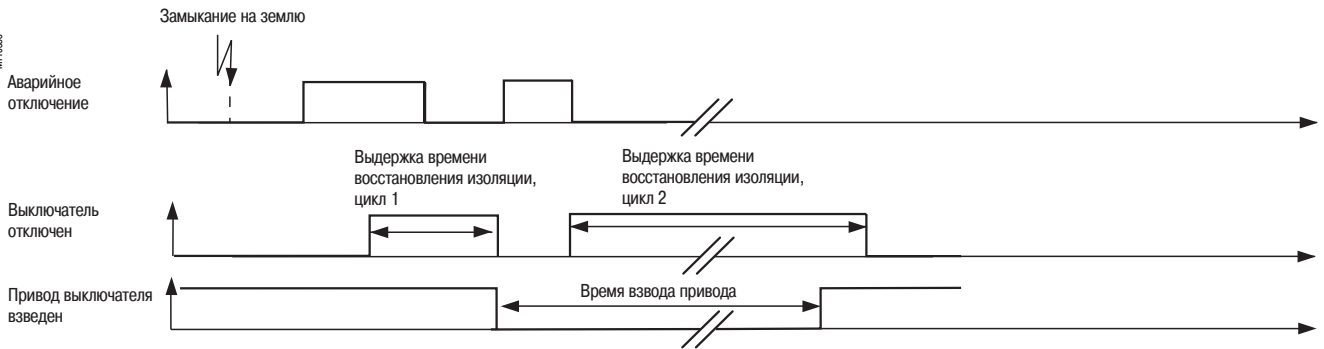 Замыкание на землю
Аварийное
отключение
Выдержка времени
восстановления изоляции,
цикл 1
Выдержка времени
восстановления изоляции,
цикл 2
Выключатель
отключен
Привод выключателя
взведен
Время взвода привода